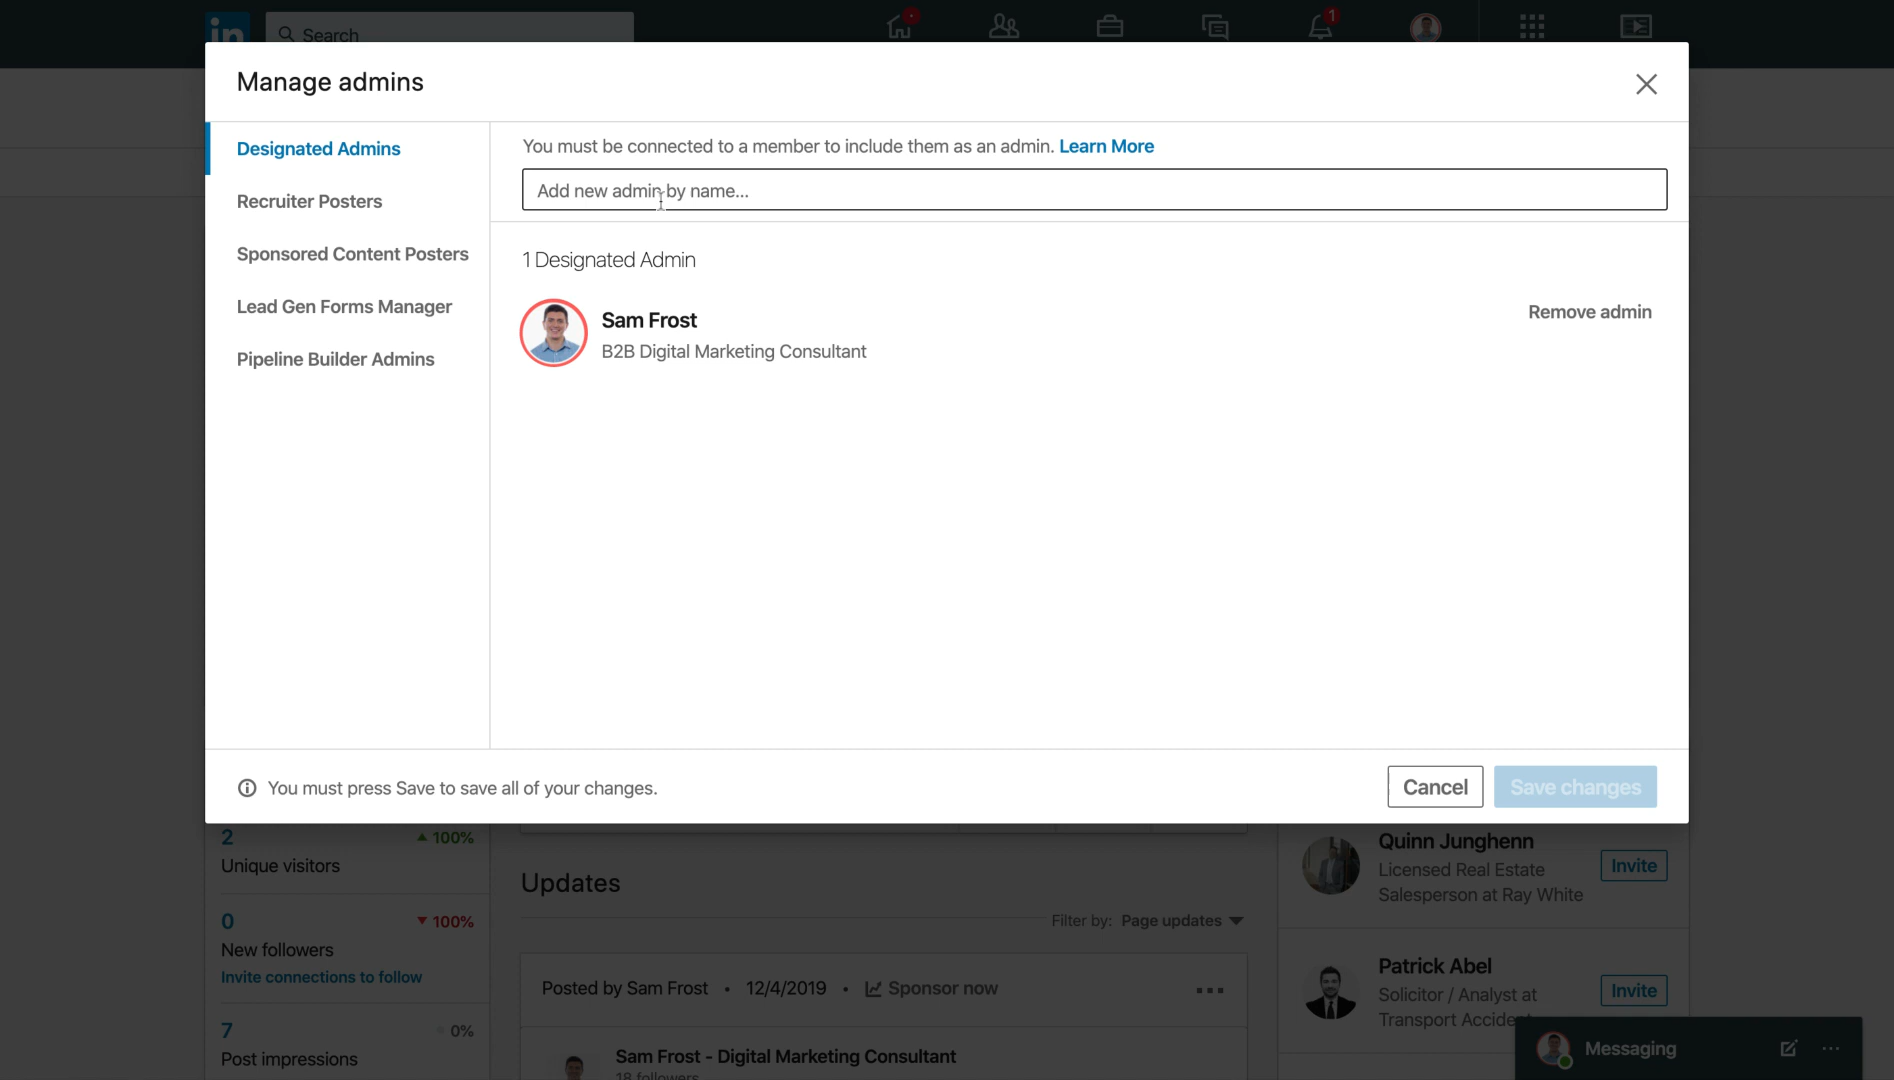 in
Search
1
Manage admins
Designated Admins
Recruiter Posters
Sponsored Content Posters
Lead Gen Forms Manager
Pipeline Builder Admins
You must be connected to a member to include them as an admin. Learn More
Add new admin by name...
1 Designated Admin
Sam Frost
B2B Digital Marketing Consultant
Remove admin
You must press Save to save all of your changes.
Cancel
Save changes
2
100%
Unique visitors
0
100%
New followers
Invite connections to follow
7
0%
Post impressions
Updates
Filter by: Page updates
Posted by Sam Frost • 12/4/2019 • Sponsor now
Sam Frost - Digital Marketing Consultant
18 followers
Quinn Junghenn
Licensed Real Estate
Salesperson at Ray White
Invite
Patrick Abel
Solicitor / Analyst at
Transport
Invite
Messaging